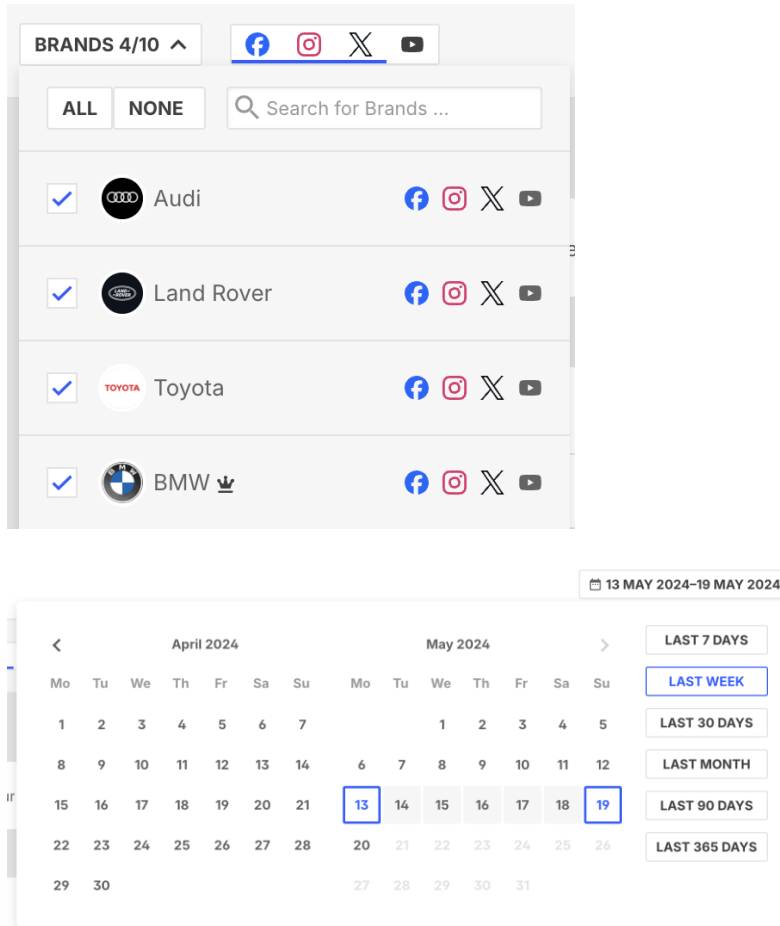 BRANDS 4/10
ALL NONE Search for Brands ...
Audi
LAND ROVER Land Rover
TOYOTA Toyota
BMW BMW
13 MAY 2024–19 MAY 2024
April 2024 May 2024 LAST 7 DAYS
Mo Tu We Th Fr Sa Su Mo Tu We Th Fr Sa Su LAST WEEK
1 2 3 4 5 6 7 1 2 3 4 5 LAST 30 DAYS
8 9 10 11 12 13 14 6 7 8 9 10 11 12 LAST MONTH
15 16 17 18 19 20 21 13 14 15 16 17 18 19 LAST 90 DAYS
22 23 24 25 26 27 28 20 21 22 23 24 25 26 LAST 365 DAYS
29 30 27 28 29 30 31